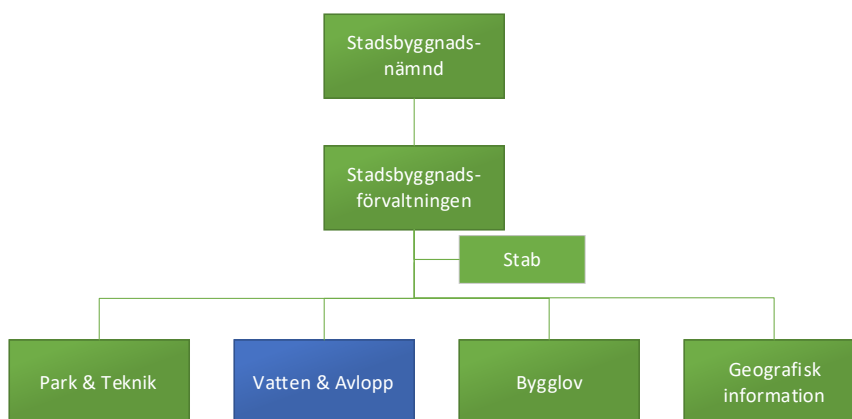 Stadsbyggnads-
nämnd
Stadsbyggnads-
förvaltningen
Stab
Park & Teknik
Vatten & Avlopp
Bygglov
Geografisk
information